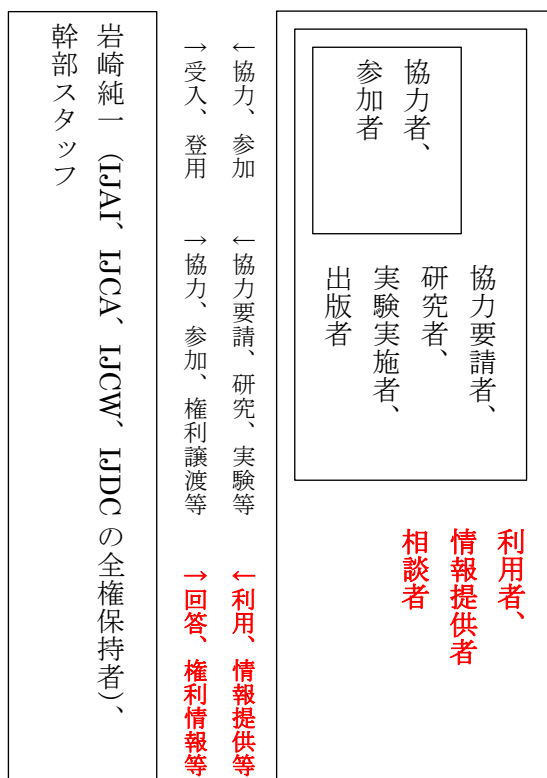 協力者、
参加者
協力要請者、
研究者、
実験実施者、
出版者
利用者、
情報提供者
相談者
←協力、参加
→受入、登用
←協力要請、研究、実験等
→協力、参加、権利譲渡等
←利用、情報提供等
→回答、権利情報等
岩崎純一（IJAI、IJCA、IJCW、IJDCの全権保持者）、
幹部スタッフ